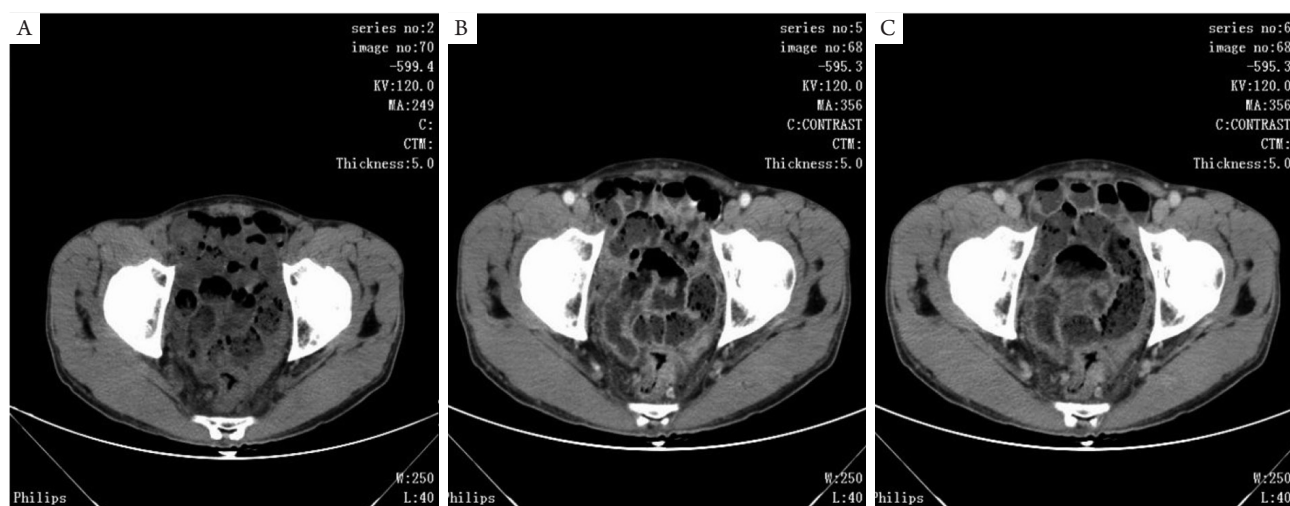 A
series no:2
image no:70
-599.4
KV:120.0
MA:249
C:
CTM:
Thickness:5.0
W:250
L:40
Philips
B
series no:5
image no:68
-595.3
KV:120.0
MA:356
C:CONTRAST
CTM:
Thickness:5.0
W:250
L:40
Philips
C
series no:6
image no:68
-595.3
KV:120.0
MA:356
C:CONTRAST
CTM:
Thickness:5.0
W:250
L:40
Philips